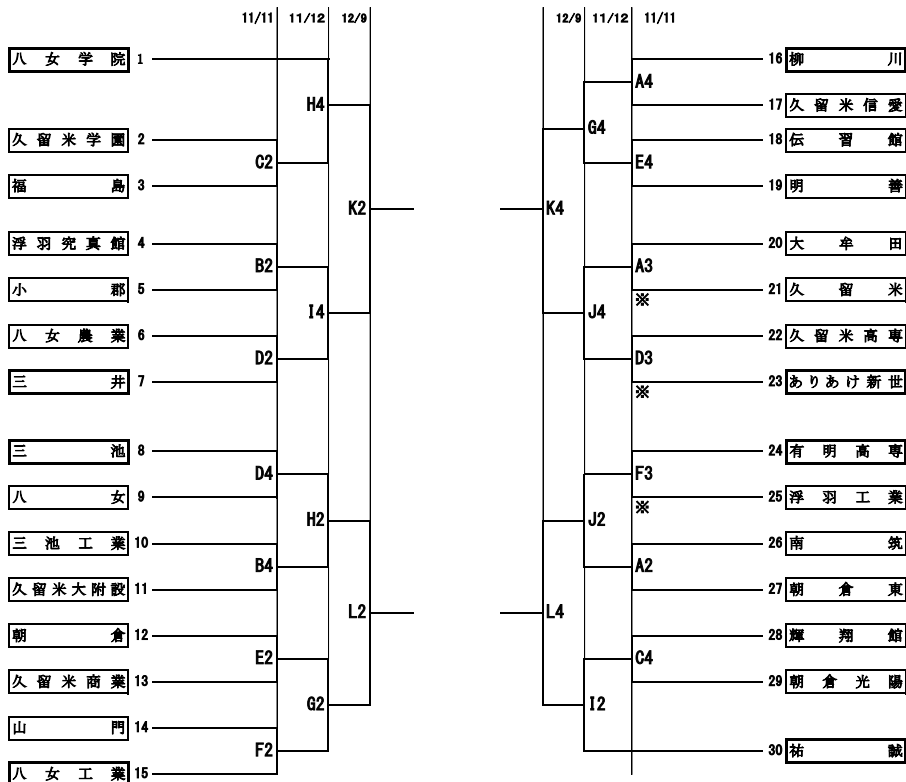 11/11 11/12 12/9 12/9 11/12 11/11
八女学院 1
H4
久留米学園 2
C2
福島 3
K2
浮羽究真館 4
B2
小郡 5
I4
八女農業 6
D2
三井 7
三池 8
D4
八女 9
H2
三池工業 10
B4
久留米大附設 11
L2
朝倉 12
E2
久留米商業 13
G2
山門 14
F2
八女工業 15
16 柳川
A4
17 久留米信愛
G4
18 伝習館
E4
19 明善
K4
20 大牟田
A3
21 久留米
※
J4
22 久留米高専
D3
23 ありあけ新世
※
24 有明高専
F3
25 浮羽工業
※
J2
26 南筑
A2
27 朝倉東
L4
28 輝翔館
C4
29 朝倉光陽
I2
30 祐誠